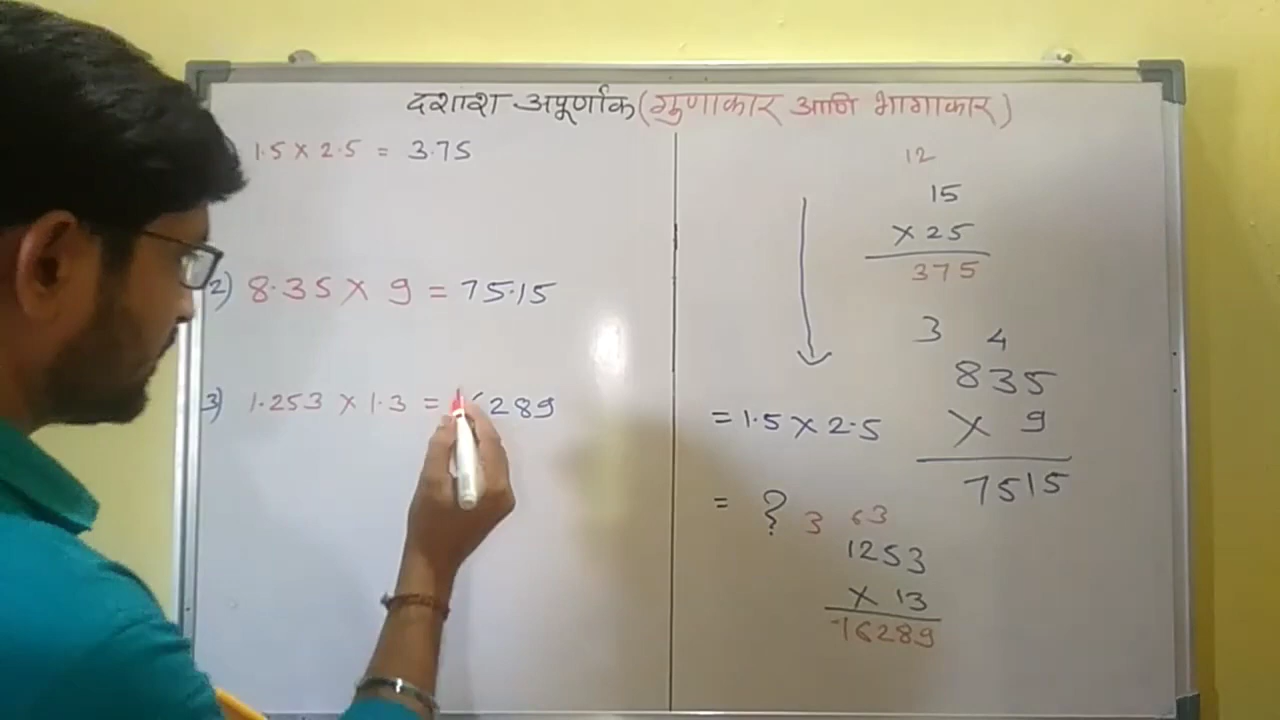 दशांश अपूर्णांक (गुणाकार आणि भागाकार)
1.5 × 2.5 = 3.75
2) 8.35 × 9 = 75.15
3) 1.253 × 1.3 = 6289
12
15
× 25
375
3 4
835
× 9
7515
= 1.5 × 2.5
= ?
3 63
1253
× 13
16289